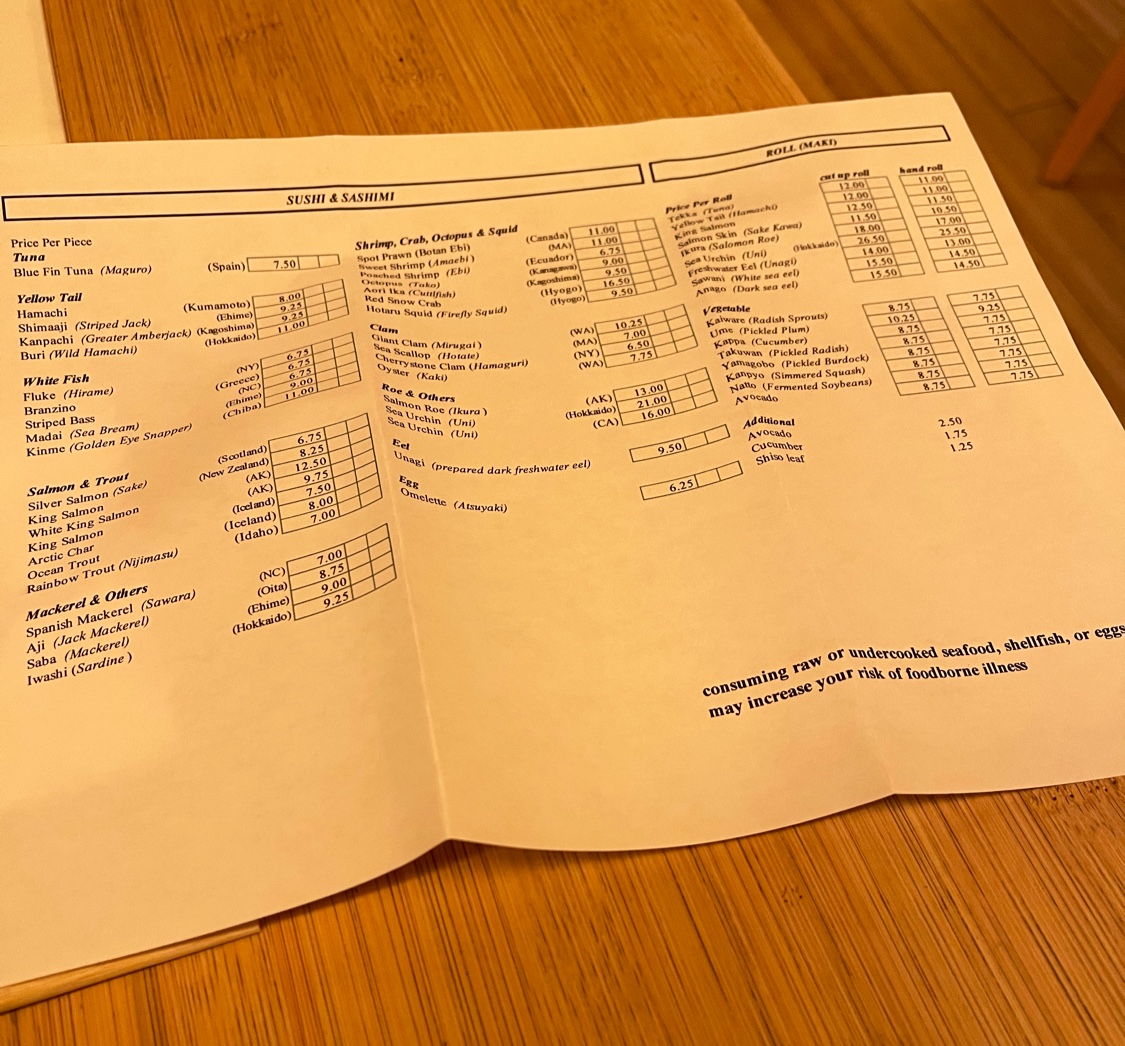 SUSHI & SASHIMI
Price Per Piece
Tuna
Blue Fin Tuna (Maguro) (Spain) 7.50
Yellow Tail
Hamachi (Kumamoto) 8.00
Shimaaji (Striped Jack) (Ehime) 9.25
Kanpachi (Greater Amberjack) (Kagoshima) 9.25
Buri (Wild Hamachi) (Hokkaido) 11.00
White Fish
Fluke (Hirame) (NY) 6.75
Branzino (Greece) 6.75
Striped Bass (NC) 6.75
Madai (Sea Bream) (Ehime) 9.00
Kinme (Golden Eye Snapper) (Chiba) 11.00
Salmon & Trout
Silver Salmon (Sake) (Scotland) 6.75
King Salmon (New Zealand) 8.25
White King Salmon (AK) 12.50
King Salmon (AK) 9.75
Arctic Char (Iceland) 7.50
Ocean Trout (Iceland) 8.00
Rainbow Trout (Nijimasu) (Idaho) 7.00
Mackerel & Others
Spanish Mackerel (Sawara) (NC) 7.00
Aji (Jack Mackerel) (Oita) 8.75
Saba (Mackerel) (Ehime) 9.00
Iwashi (Sardine) (Hokkaido) 9.25
Shrimp, Crab, Octopus & Squid
Spot Prawn (Botan Ebi) (Canada) 11.00
Sweet Shrimp (Amaebi) (MA) 11.00
Poached Shrimp (Ebi) (Ecuador) 6.75
Octopus (Tako) (Kanagawa) 9.00
Aori Ika (Cuttlfish) (Kagoshima) 9.50
Red Snow Crab (Hyogo) 16.50
Hotaru Squid (Firefly Squid) (Hyogo) 9.50
Clam
Giant Clam (Mirugai) (WA) 10.25
Sea Scallop (Hotate) (MA) 7.00
Cherrystone Clam (Hamaguri) (NY) 6.50
Oyster (Kaki) (WA) 7.75
Roe & Others
Salmon Roe (Ikura) (AK) 13.00
Sea Urchin (Uni) (Hokkaido) 21.00
Sea Urchin (Uni) (CA) 16.00
Eel
Unagi (prepared dark freshwater eel) 9.50
Egg
Omelette (Atsuyaki) 6.25
ROLL (MAKI)
cut up roll hand roll
Price Per Roll
Tekka (Tuna) 12.00 11.00
Yellow Tail (Hamachi) 12.00 11.00
King Salmon 12.50 11.50
Salmon Skin (Sake Kawa) 11.50 10.50
Ikura (Salomon Roe) 18.00 17.00
Sea Urchin (Uni) (Hokkaido) 26.50 25.50
Freshwater Eel (Unagi) 14.00 13.00
Sawani (White sea eel) 15.50 14.50
Anago (Dark sea eel) 15.50 14.50
Vegetable
Kaiware (Radish Sprouts) 8.75 7.75
Ume (Pickled Plum) 10.25 9.25
Kappa (Cucumber) 8.75 7.75
Takuwan (Pickled Radish) 8.75 7.75
Yamagobo (Pickled Burdock) 8.75 7.75
Kanpyo (Simmered Squash) 8.75 7.75
Natto (Fermented Soybeans) 8.75 7.75
Avocado
Additional
Avocado 2.50
Cucumber 1.75
Shiso leaf 1.25
consuming raw or undercooked seafood, shellfish, or eggs
may increase your risk of foodborne illness